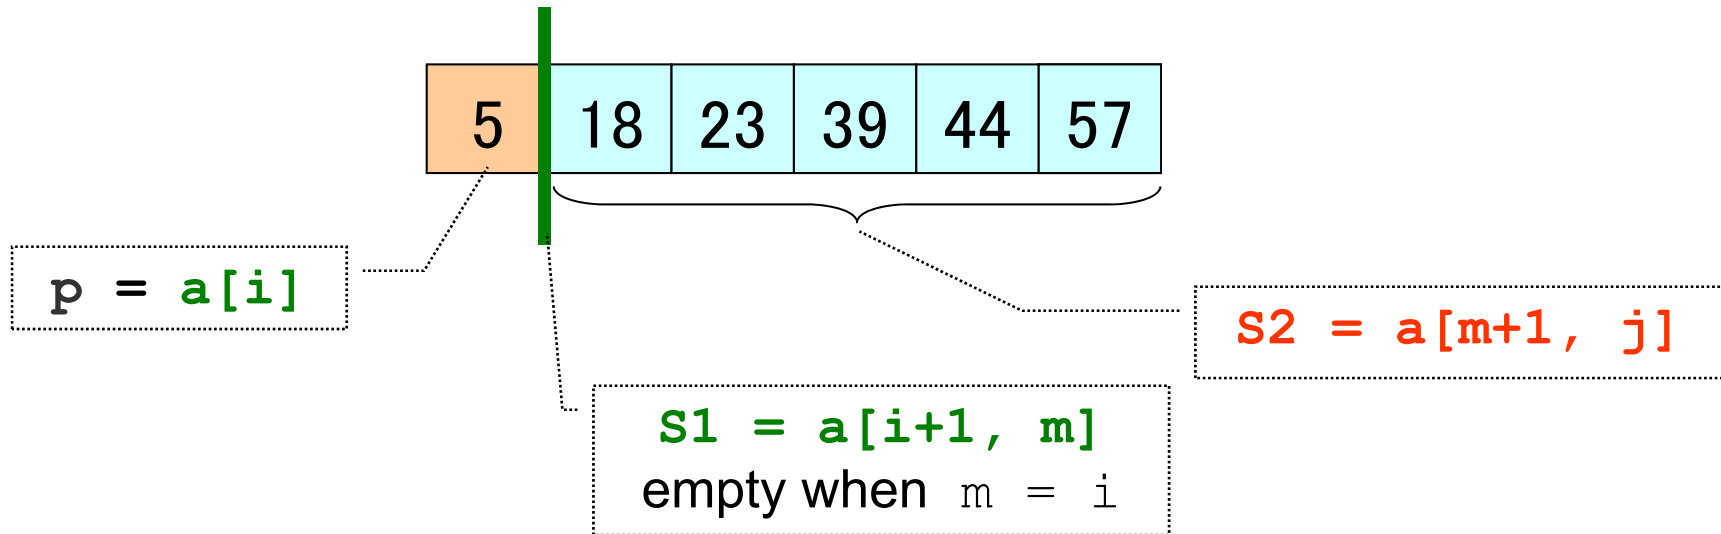 5 18 23 39 44 57
p = a[i]
S2 = a[m+1, j]
S1 = a[i+1, m]
empty when m = i